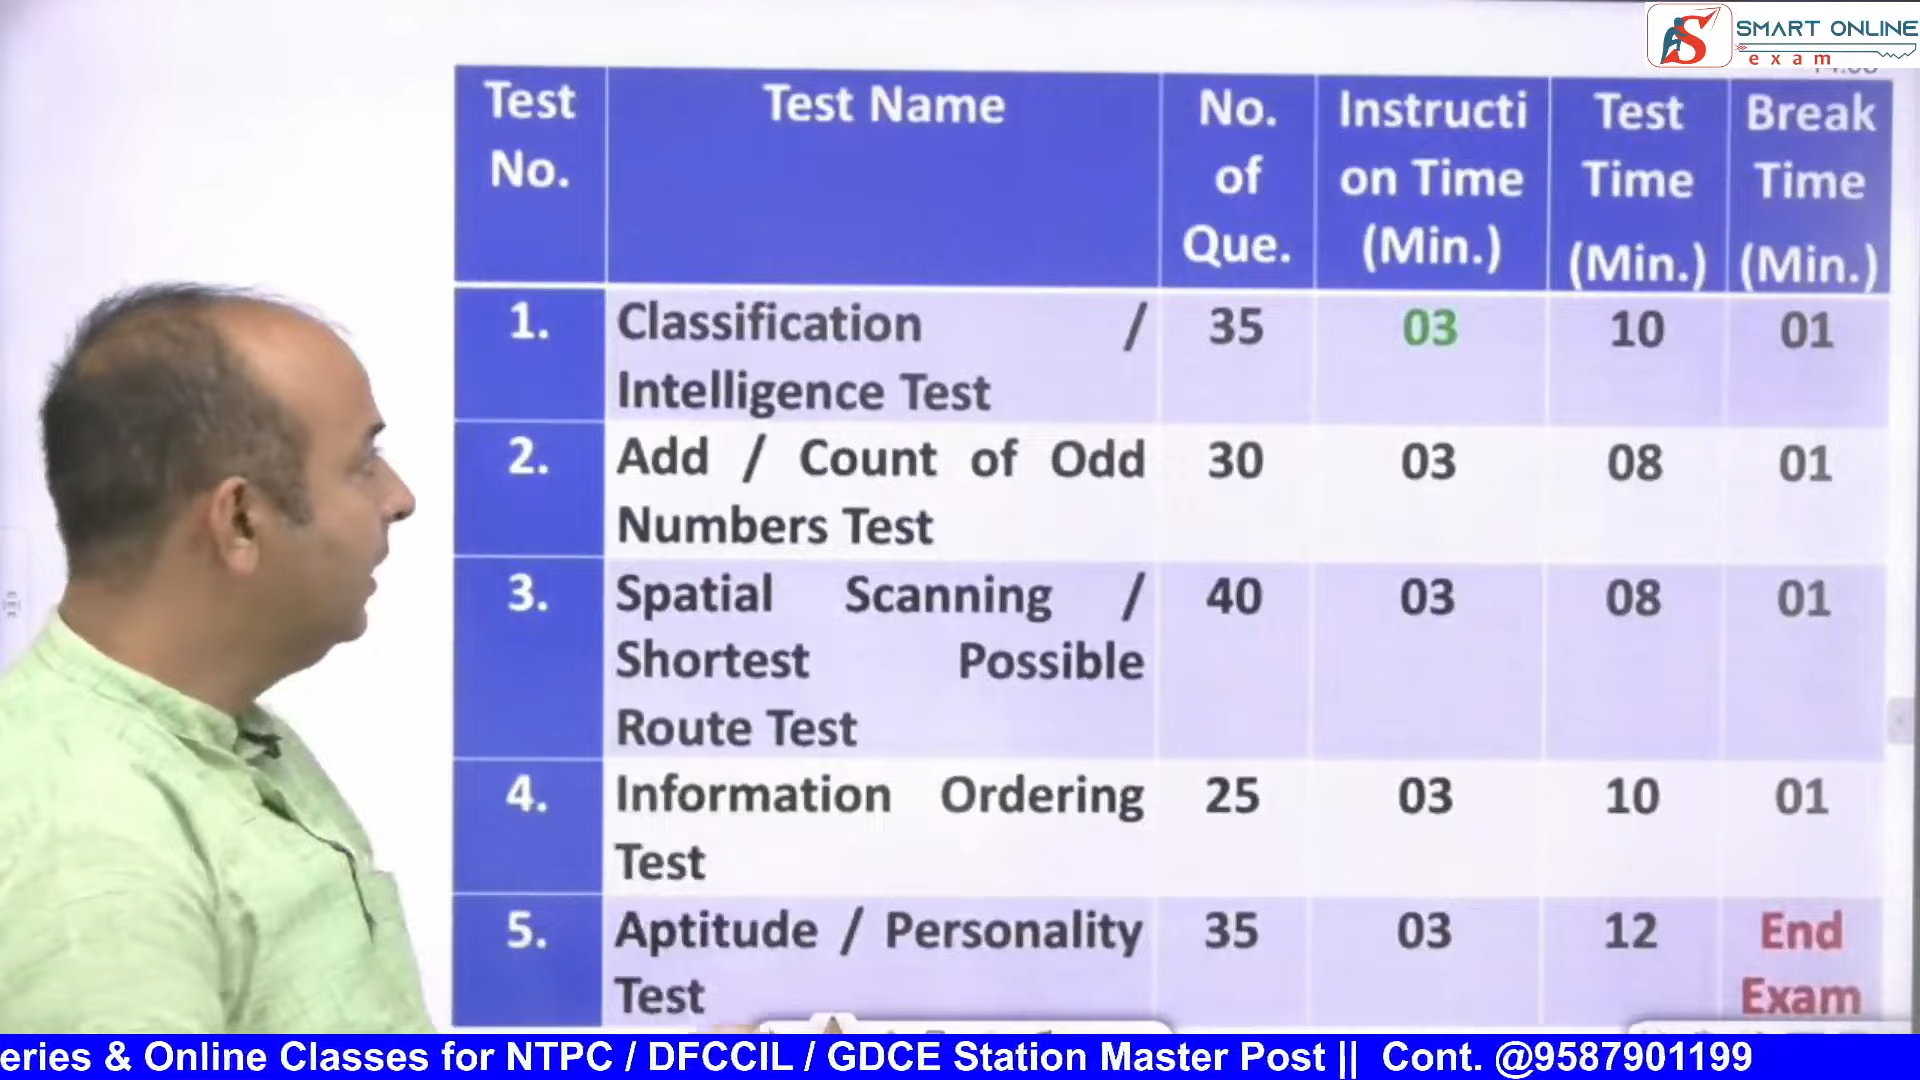 SMART ONLINE
exam
Test No.
Test Name
No. of Que.
Instructi on Time (Min.)
Test Time (Min.)
Break Time (Min.)
1.
Classification /
Intelligence Test
35
03
10
01
2.
Add / Count of Odd
Numbers Test
30
03
08
01
3.
Spatial Scanning /
Shortest Possible
Route Test
40
03
08
01
4.
Information Ordering
Test
25
03
10
01
5.
Aptitude / Personality
Test
35
03
12
End
Exam
eries & Online Classes for NTPC / DFCCIL / GDCE Station Master Post || Cont. @9587901199